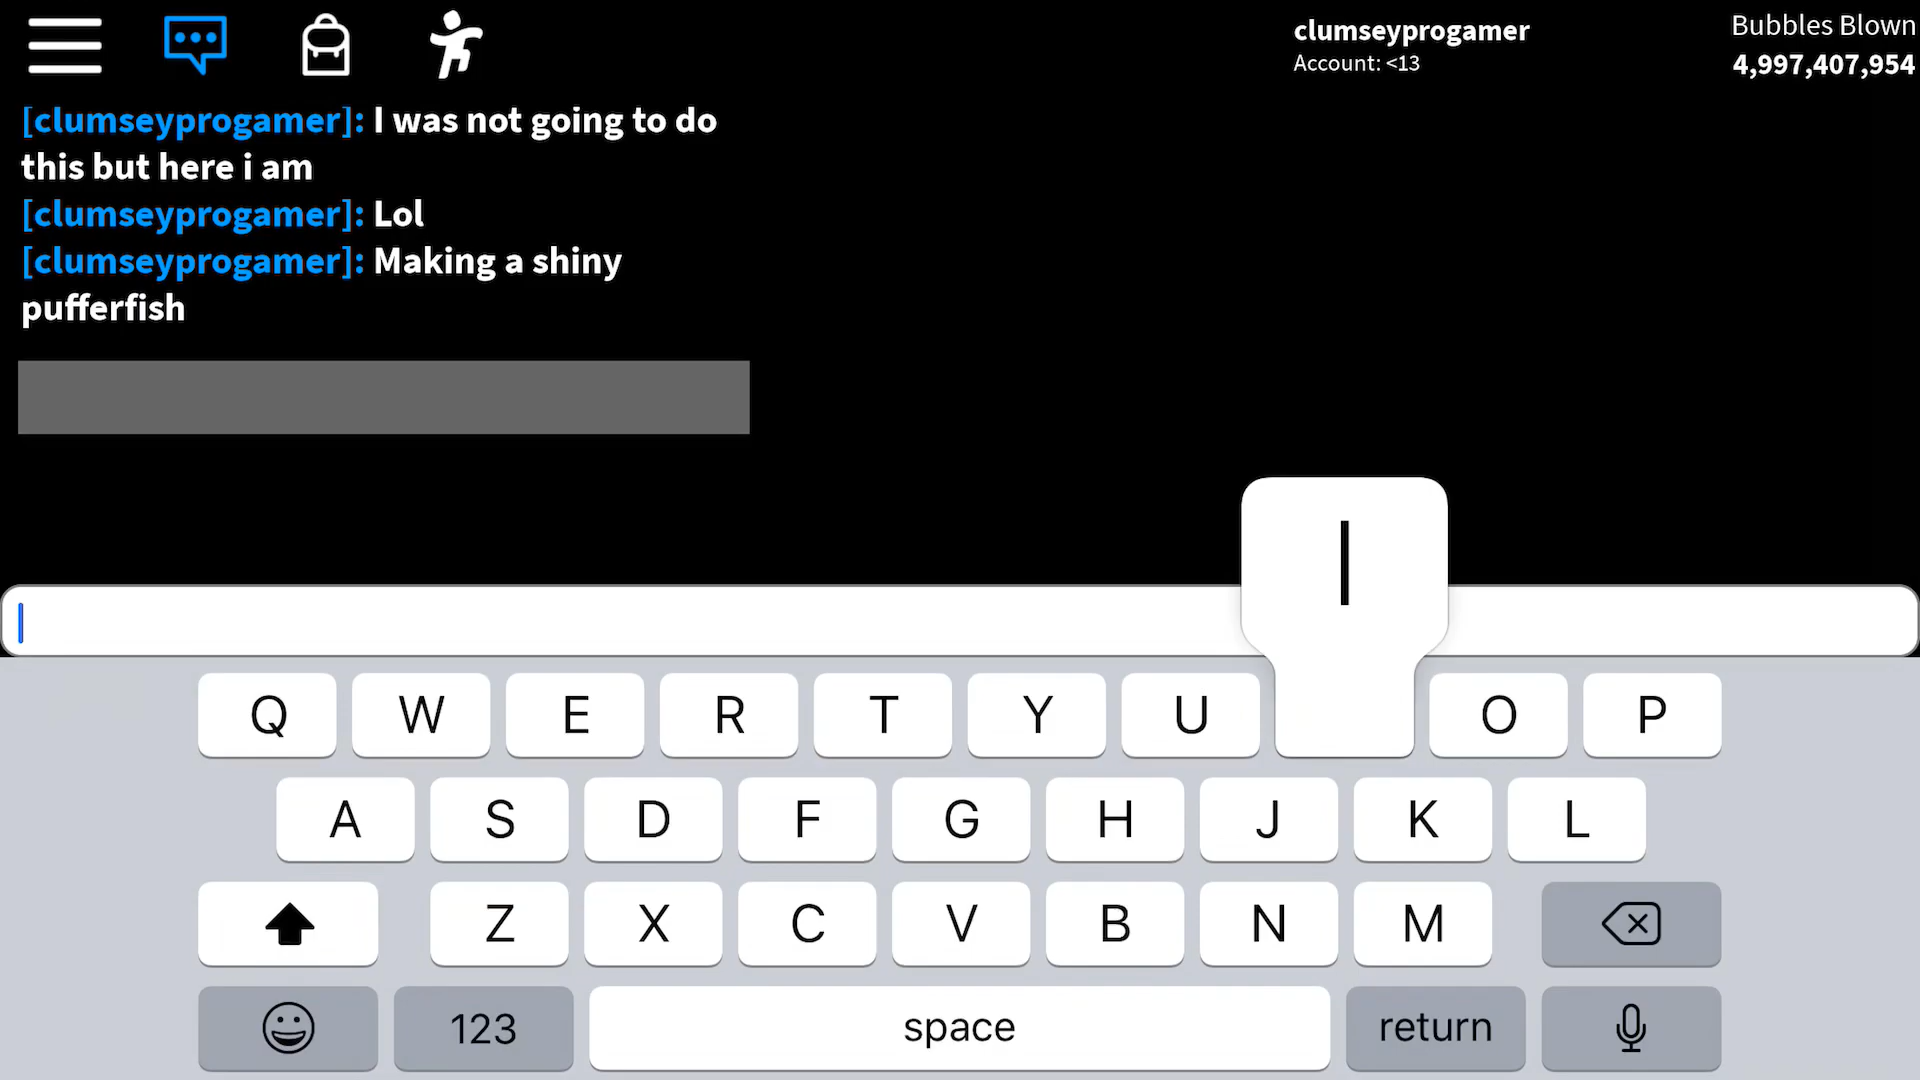 clumseyprogamer
Account: <13
Bubbles Blown
4,997,407,954
[clumseyprogamer]: I was not going to do
this but here i am
[clumseyprogamer]: Lol
[clumseyprogamer]: Making a shiny
pufferfish
I
Q W E R T Y U O P
A S D F G H J K L
Z X C V B N M
123 space return